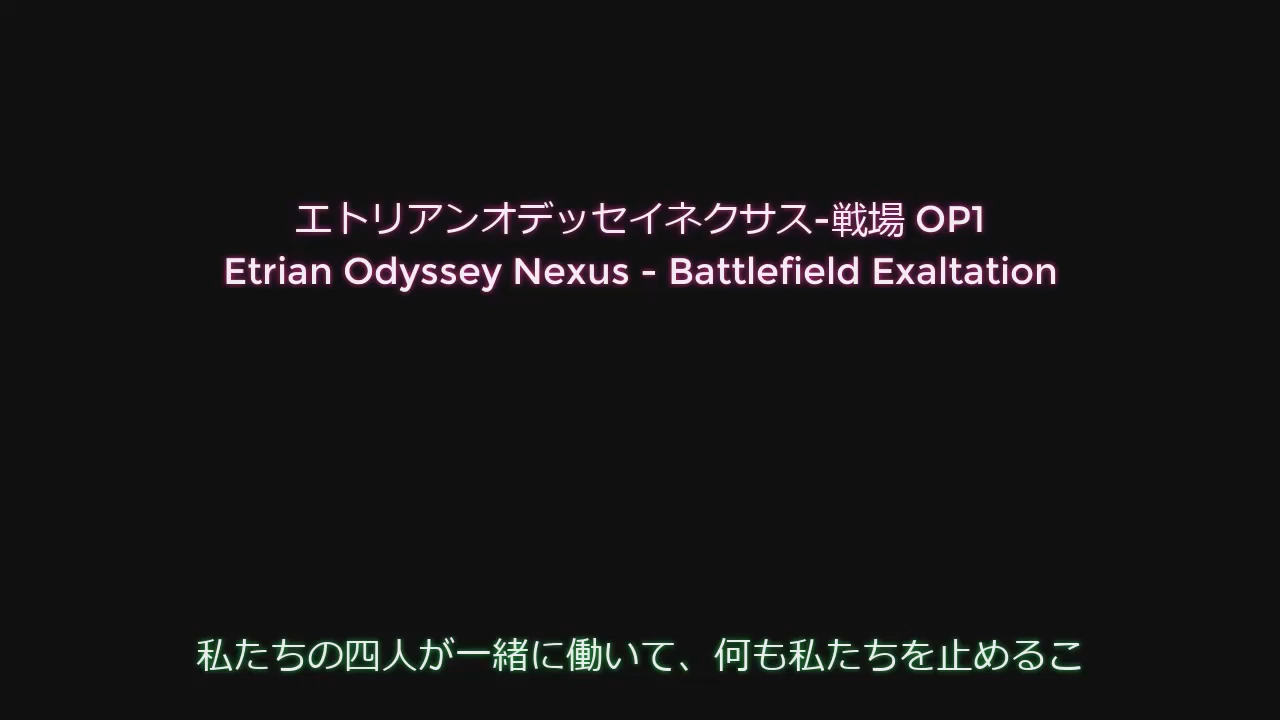 エトリアンオデッセイネクサス-戦場 OP1
Etrian Odyssey Nexus - Battlefield Exaltation
私たちの四人が一緒に働いて、何も私たちを止めるこ